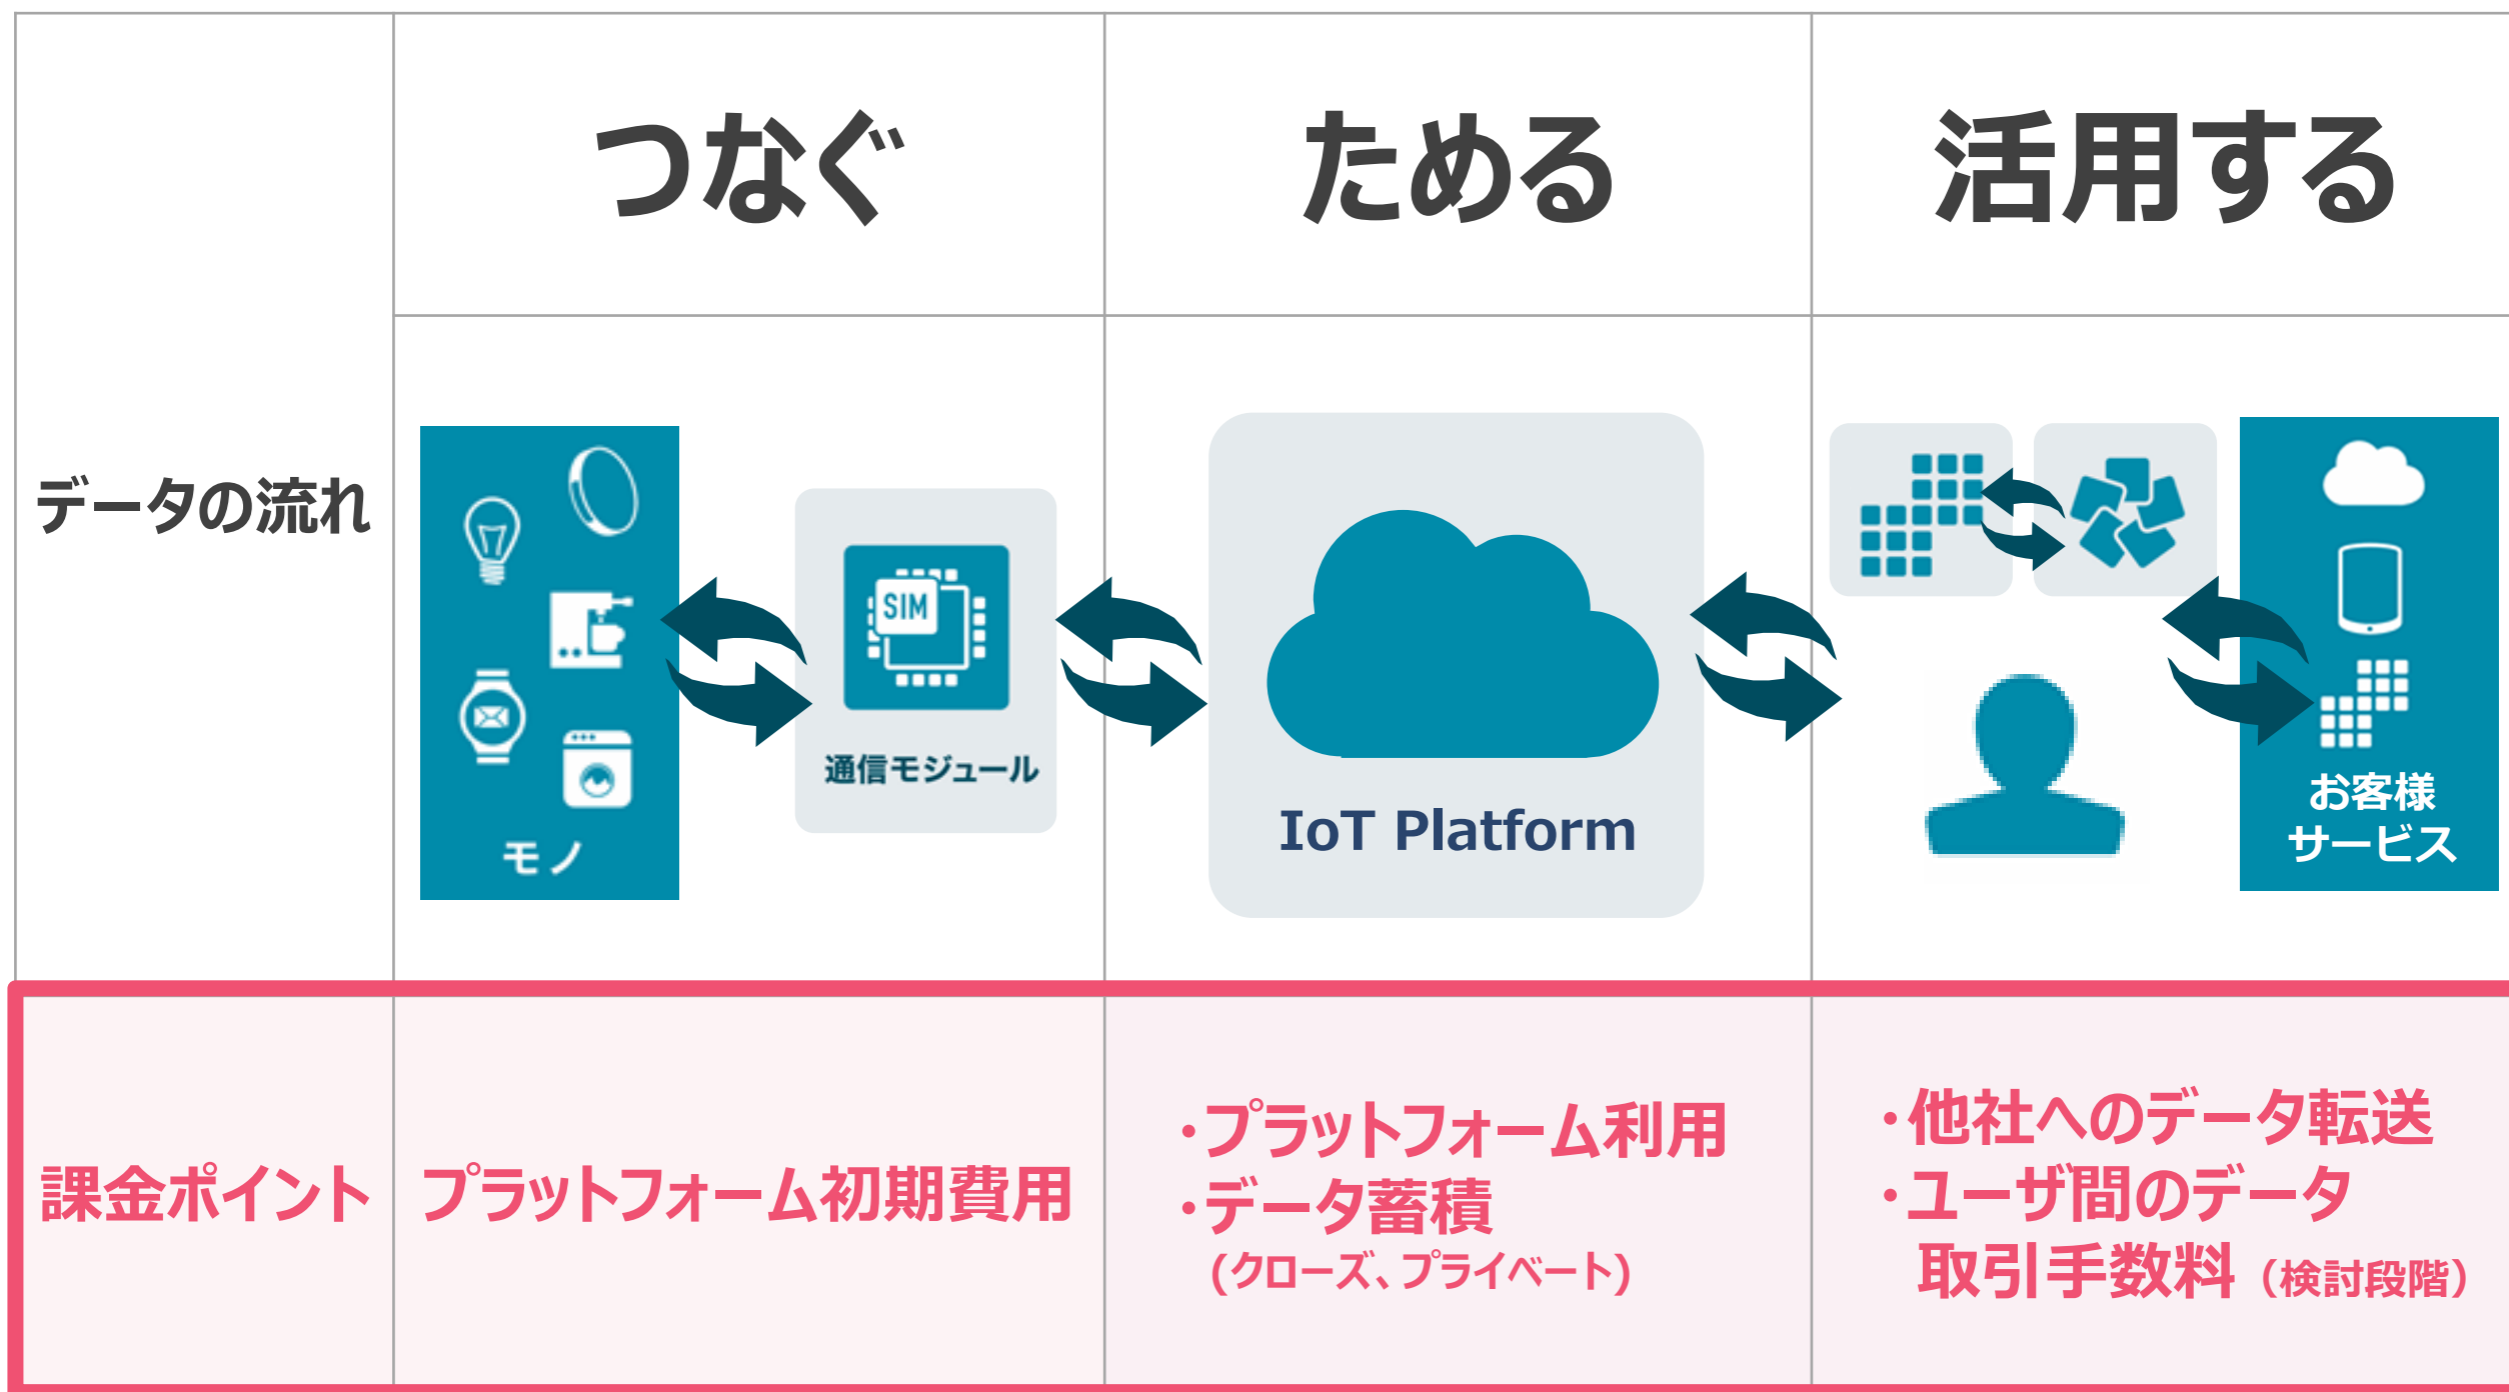 つなぐ
ためる
活用する
データの流れ
SIM
通信モジュール
モノ
IoT Platform
お客様
サービス
課金ポイント
プラットフォーム初期費用
・プラットフォーム利用
・データ蓄積
(クローズ、プライベート)
・他社へのデータ転送
・ユーザ間のデータ
取引手数料(検討段階)